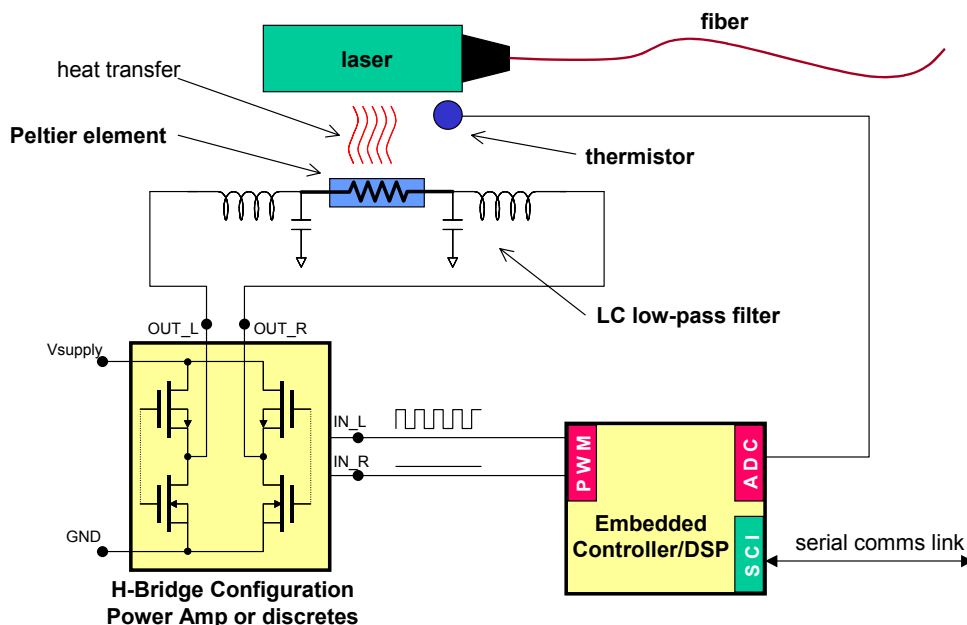 fiber
laser
heat transfer
Peltier element
thermistor
LC low-pass filter
OUT_L
OUT_R
Vsupply
IN_L
IN_R
GND
PWM
ADC
SCI
Embedded
Controller/DSP
serial comms link
H-Bridge Configuration
Power Amp or discretes